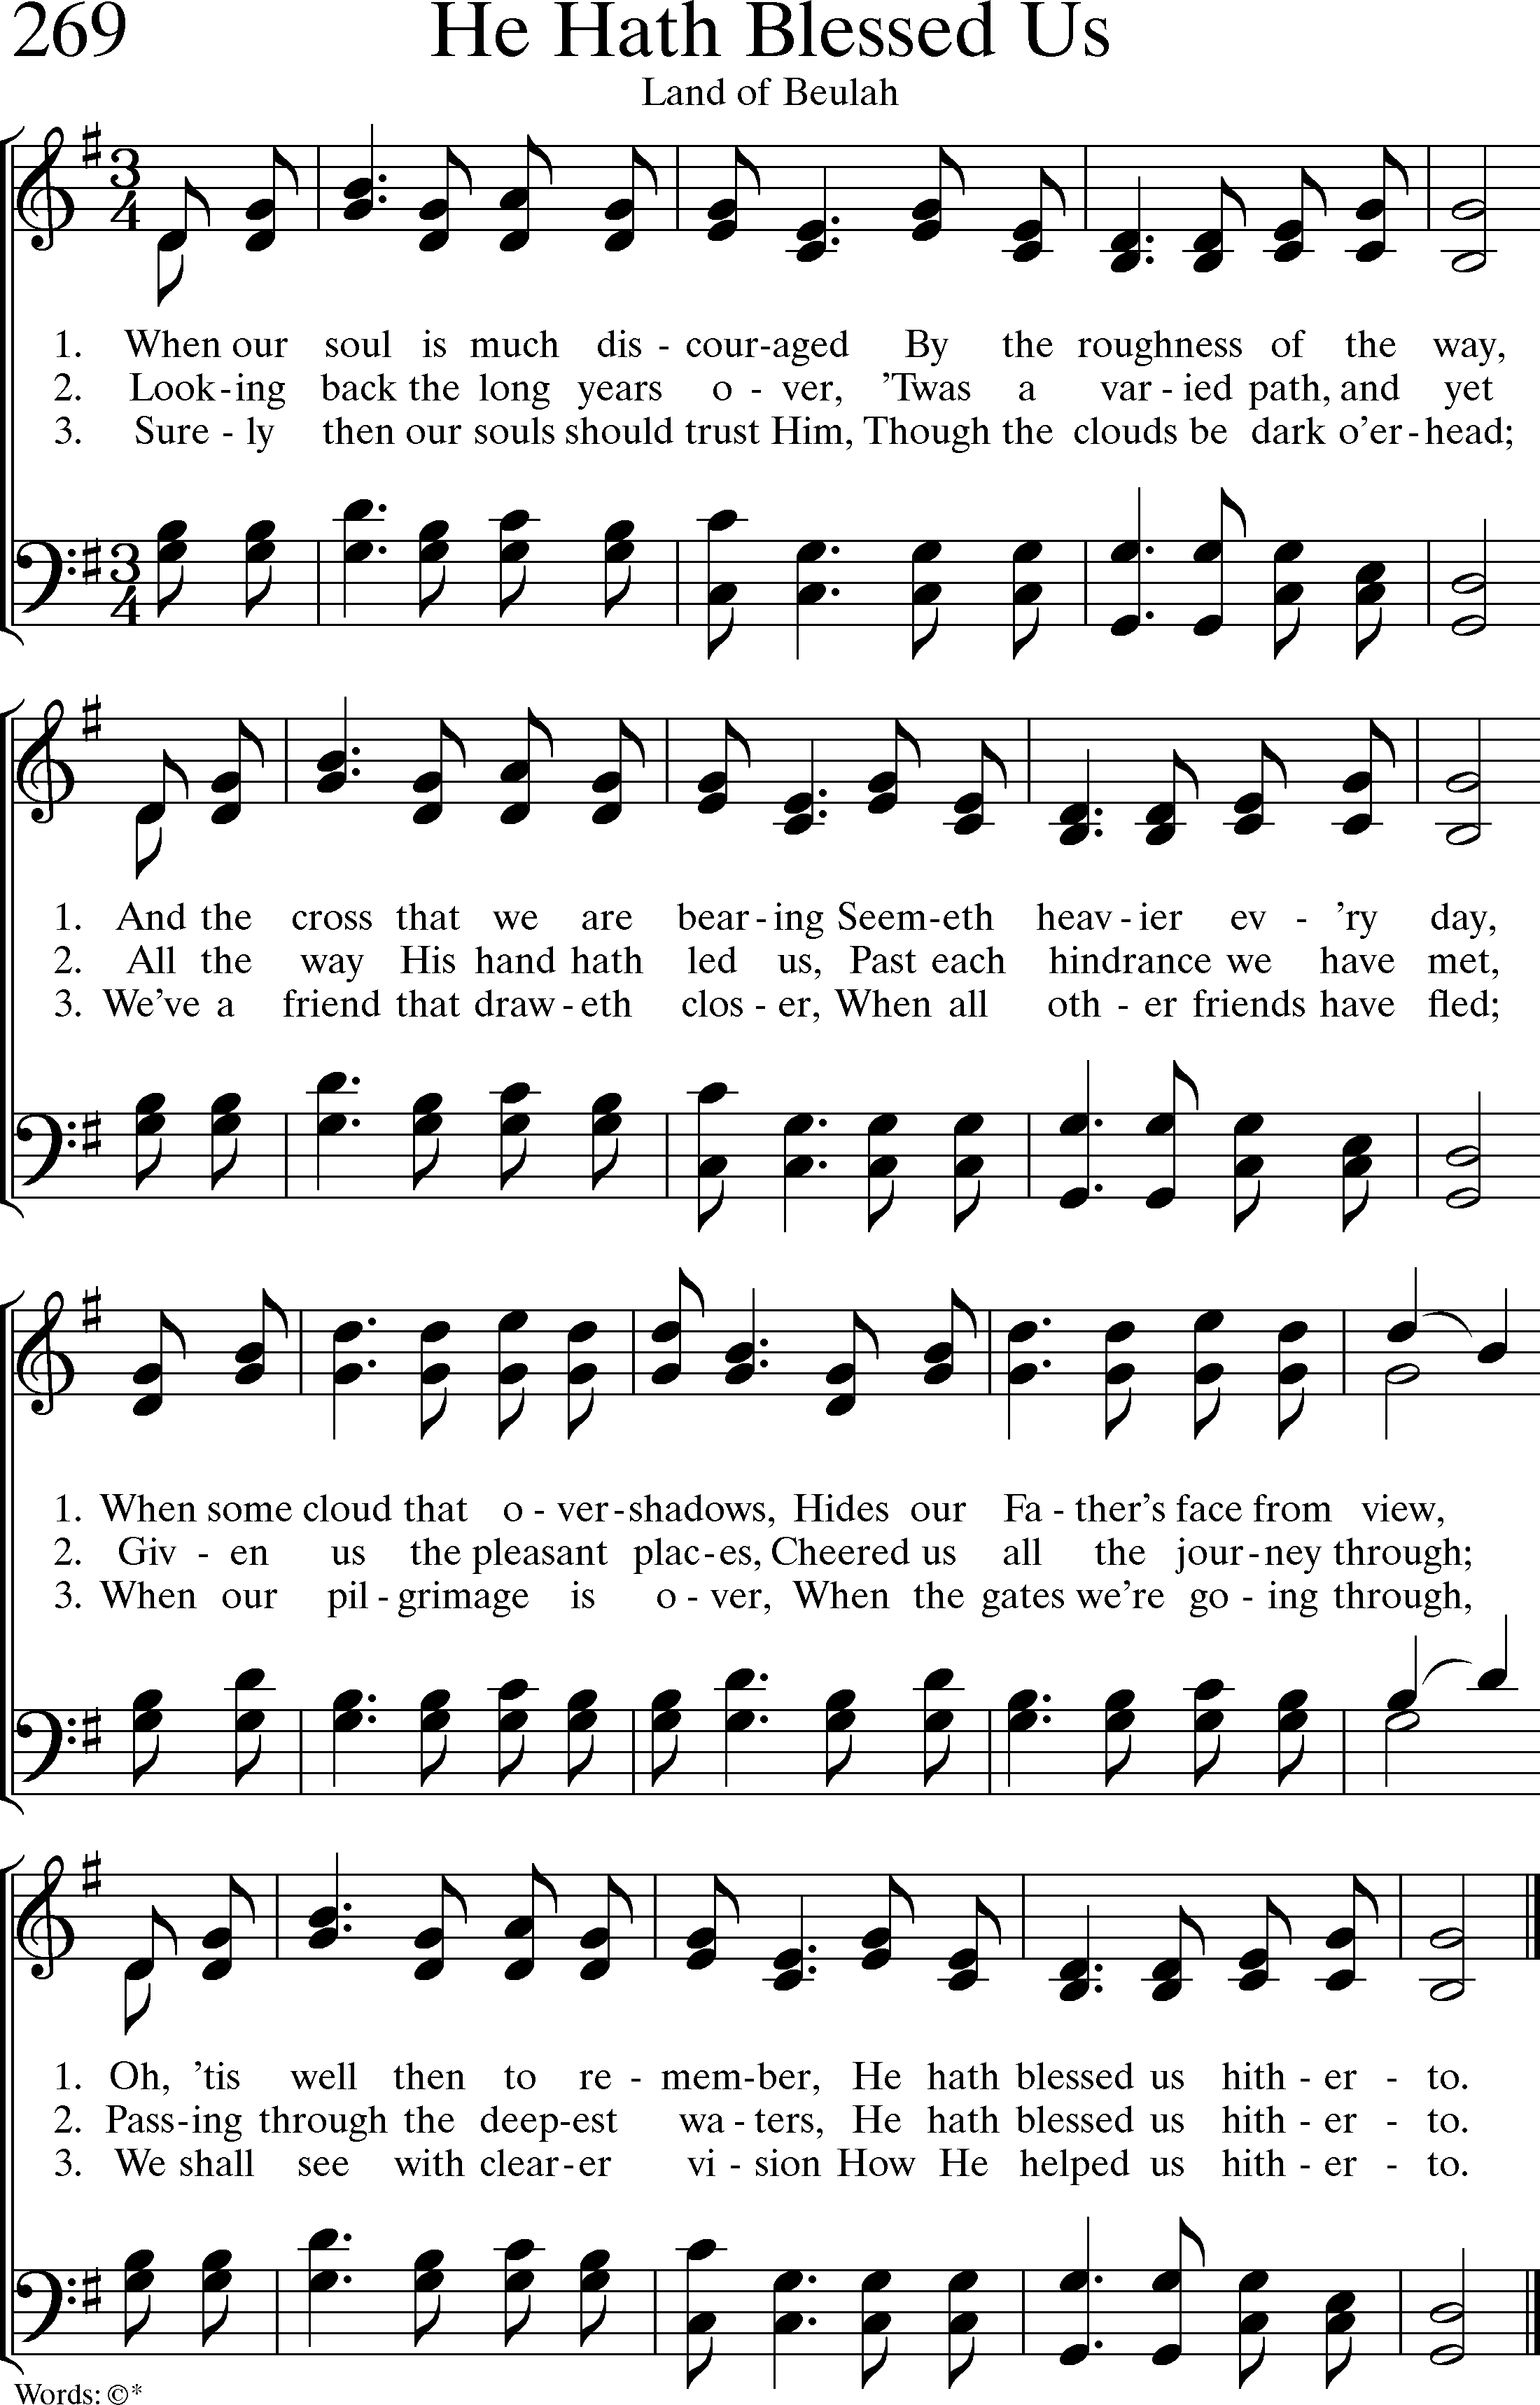 269 He Hath Blessed Us
Land of Beulah
3 4
1. When our soul is much dis - cour-aged By the roughness of the way,
2. Look-ing back the long years o - ver, ’Twas a var - ied path, and yet
3. Sure - ly then our souls should trust Him, Though the clouds be dark o’er-head;
3 4
1. And the cross that we are bear-ing Seem-eth heav-ier ev - ’ry day,
2. All the way His hand hath led us, Past each hindrance we have met,
3. We’ve a friend that draw-eth clos - er, When all oth - er friends have fled;
1. When some cloud that o - ver-shadows, Hides our Fa - ther’s face from view,
2. Giv - en us the pleasant plac-es, Cheered us all the jour-ney through;
3. When our pil - grimage is o - ver, When the gates we’re go - ing through,
1. Oh, ’tis well then to re - mem-ber, He hath blessed us hith - er - to.
2. Pass-ing through the deep-est wa - ters, He hath blessed us hith - er - to.
3. We shall see with clear-er vi - sion How He helped us hith - er - to.
Words: ©*